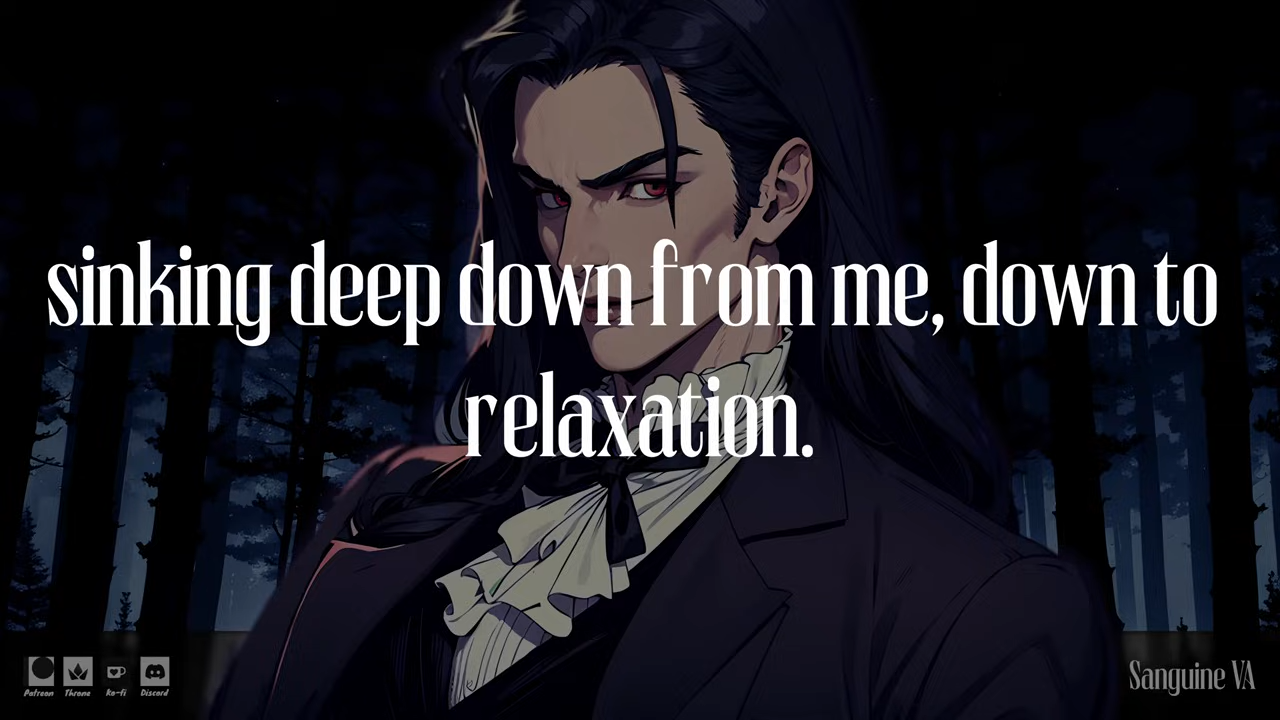 sinking deep down from me, down to
relaxation.
Patreon Throne Ko-fi Discord
Sanguine VA